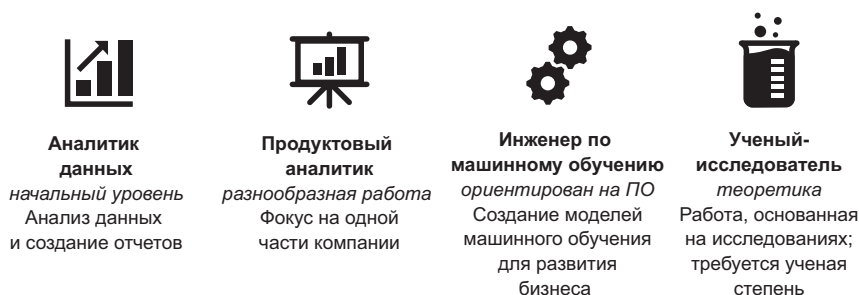 Аналитик
данных
начальный уровень
Анализ данных
и создание отчетов
Продуктовый
аналитик
разнообразная работа
Фокус на одной
части компании
Инженер по
машинному обучению
ориентирован на ПО
Создание моделей
машинного обучения
для развития
бизнеса
Ученый-
исследователь
теоретика
Работа, основанная
на исследованиях;
требуется ученая
степень